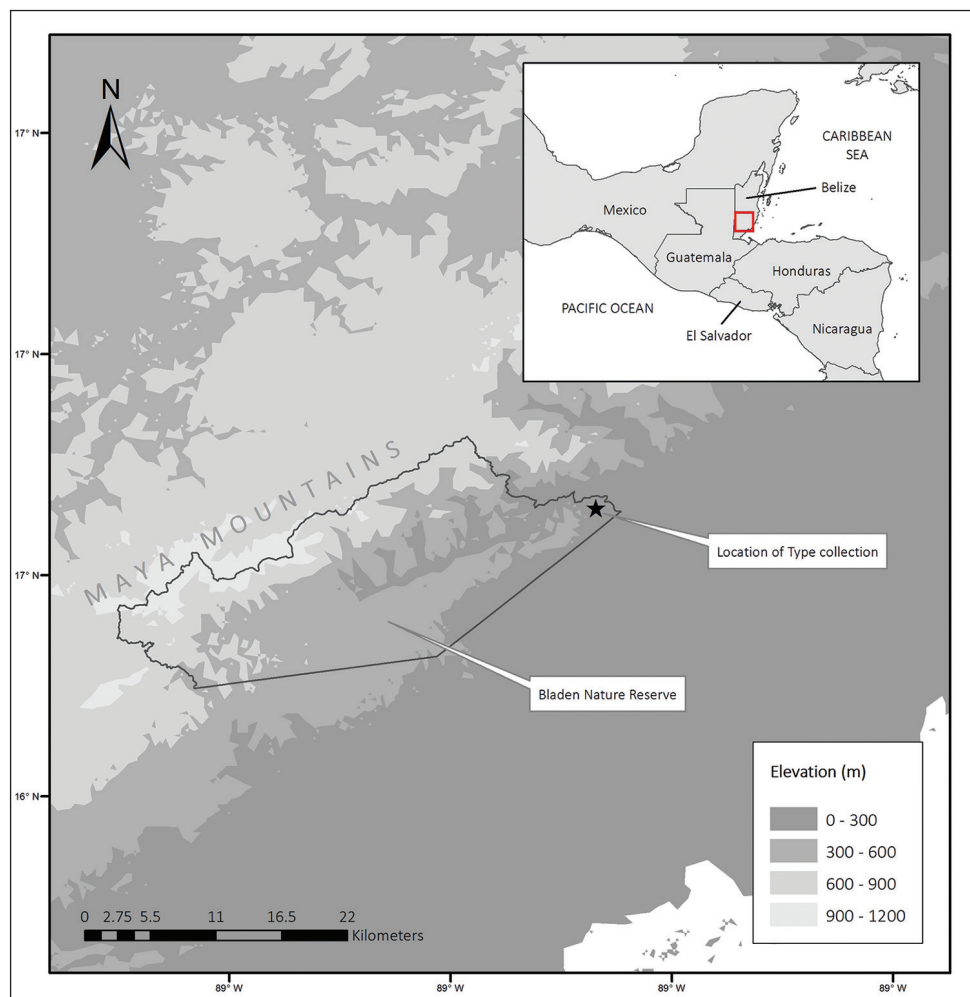 N
17° N
17° N
17° N
16° N
CARIBBEAN
SEA
Belize
Mexico
Guatemala
Honduras
PACIFIC OCEAN
El Salvador
Nicaragua
MAYA MOUNTAINS
Location of Type collection
Bladen Nature Reserve
Elevation (m)
0 - 300
300 - 600
600 - 900
900 - 1200
0 2.75 5.5 11 16.5 22
Kilometers
89° W 89° W 89° W 89° W